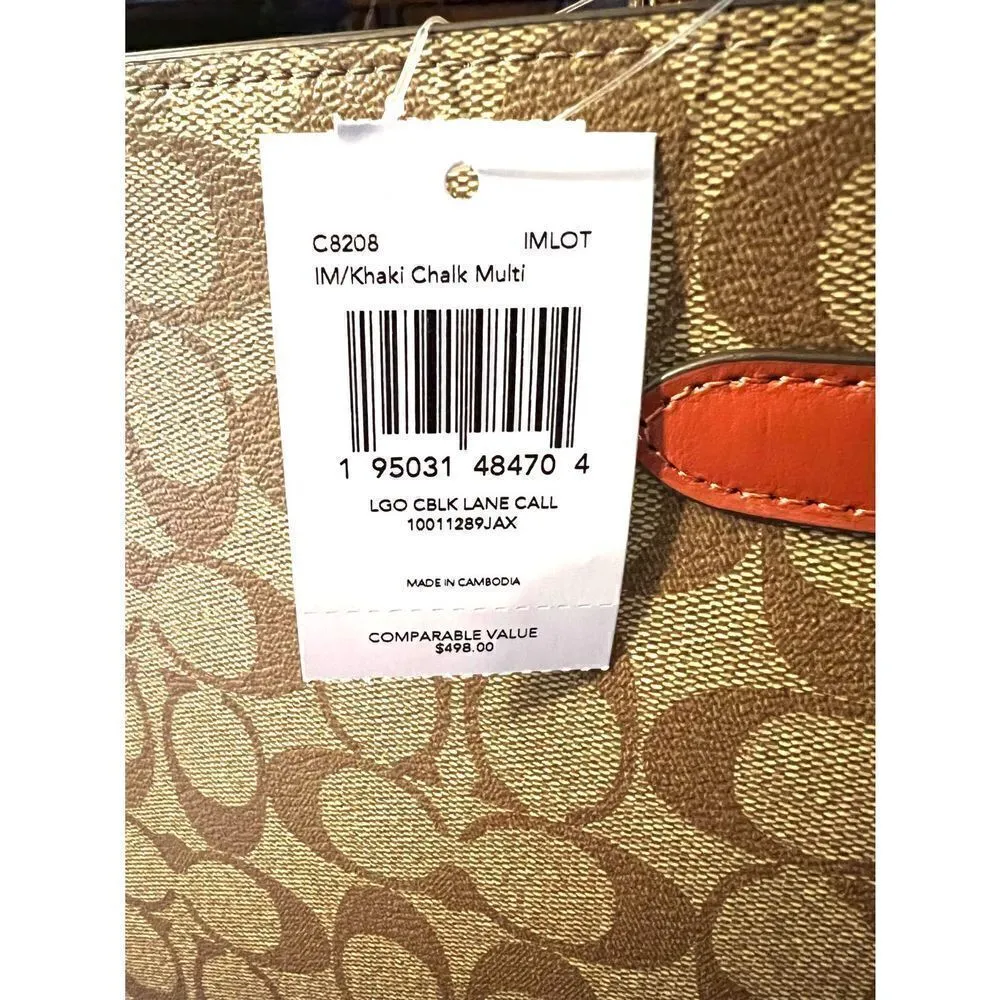 C8208 IMLOT
IM/Khaki Chalk Multi
1 95031 48470 4
LGO CBLK LANE CALL
10011289JAX
MADE IN CAMBODIA
COMPARABLE VALUE
$498.00